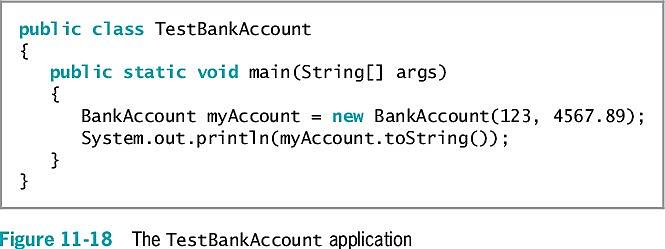 public class TestBankAccount
{
public static void main(String[] args)
{
BankAccount myAccount = new BankAccount(123, 4567.89);
System.out.println(myAccount.toString());
}
}
Figure 11-18 The TestBankAccount application